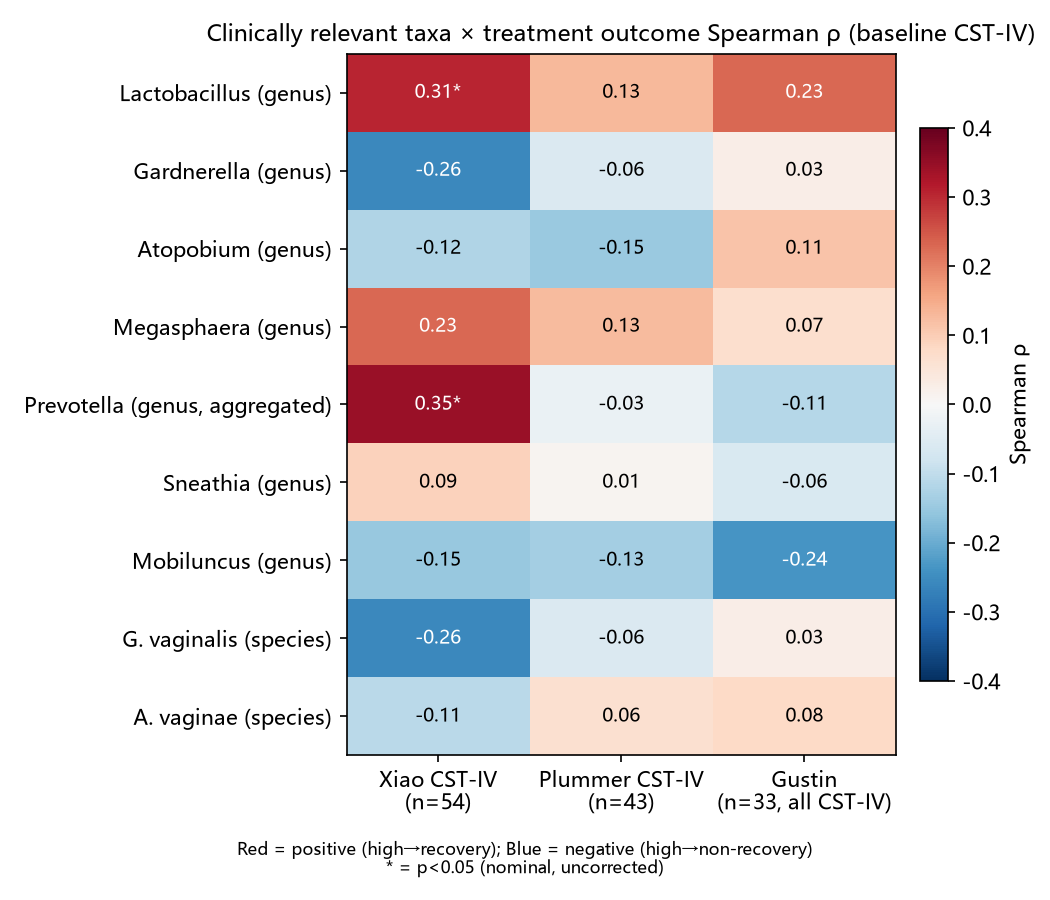 Clinically relevant taxa × treatment outcome Spearman ρ (baseline CST-IV)
Lactobacillus (genus) 0.31* 0.13 0.23
Gardnerella (genus) -0.26 -0.06 0.03
Atopobium (genus) -0.12 -0.15 0.11
Megasphaera (genus) 0.23 0.13 0.07
Prevotella (genus, aggregated) 0.35* -0.03 -0.11
Sneathia (genus) 0.09 0.01 -0.06
Mobiluncus (genus) -0.15 -0.13 -0.24
G. vaginalis (species) -0.26 -0.06 0.03
A. vaginae (species) -0.11 0.06 0.08
Xiao CST-IV Plummer CST-IV Gustin
(n=54) (n=43) (n=33, all CST-IV)
0.4
0.3
0.2
0.1
0.0
-0.1
-0.2
-0.3
-0.4
Spearman ρ
Red = positive (high→recovery); Blue = negative (high→non-recovery)
* = p<0.05 (nominal, uncorrected)